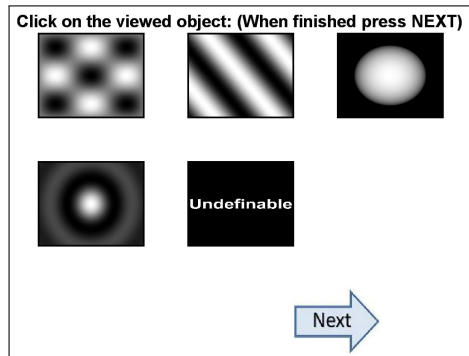 Click on the viewed object: (When finished press NEXT)
Undefinable
Next